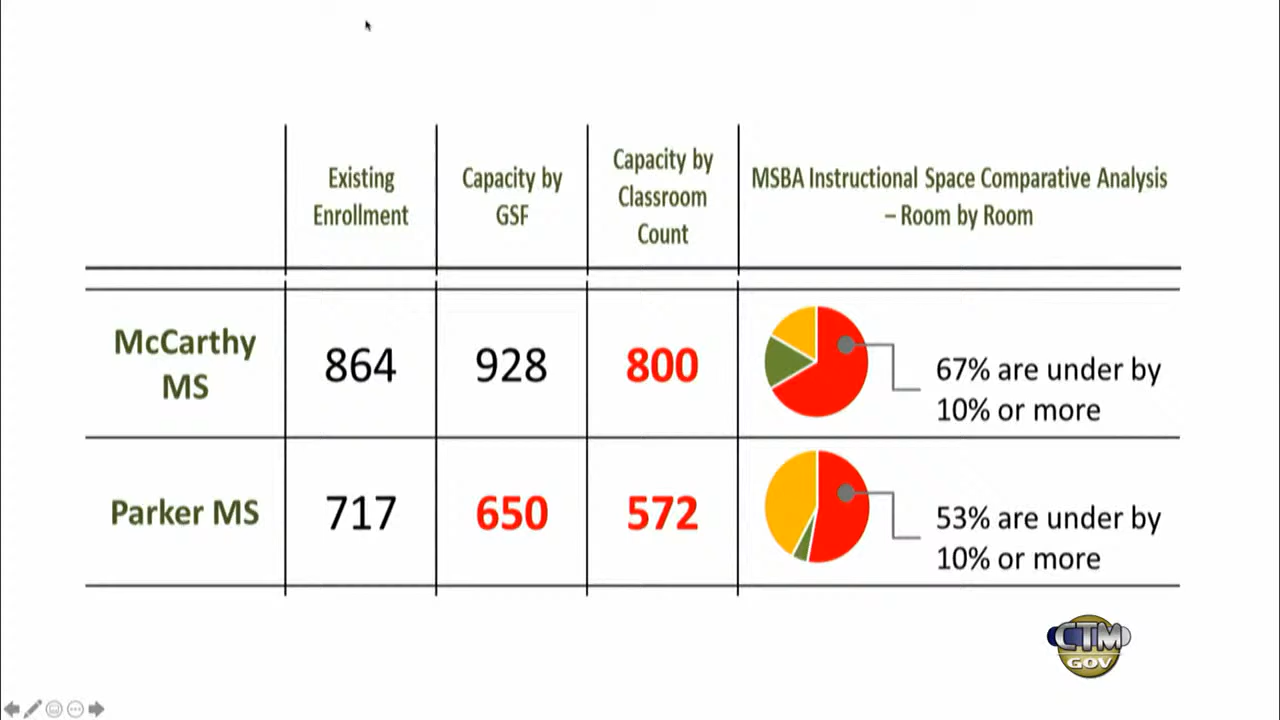 Existing
Enrollment
Capacity by
GSF
Capacity by
Classroom
Count
MSBA Instructional Space Comparative Analysis
– Room by Room
McCarthy
MS
864
928
800
67% are under by
10% or more
Parker MS
717
650
572
53% are under by
10% or more
CTM
GOV